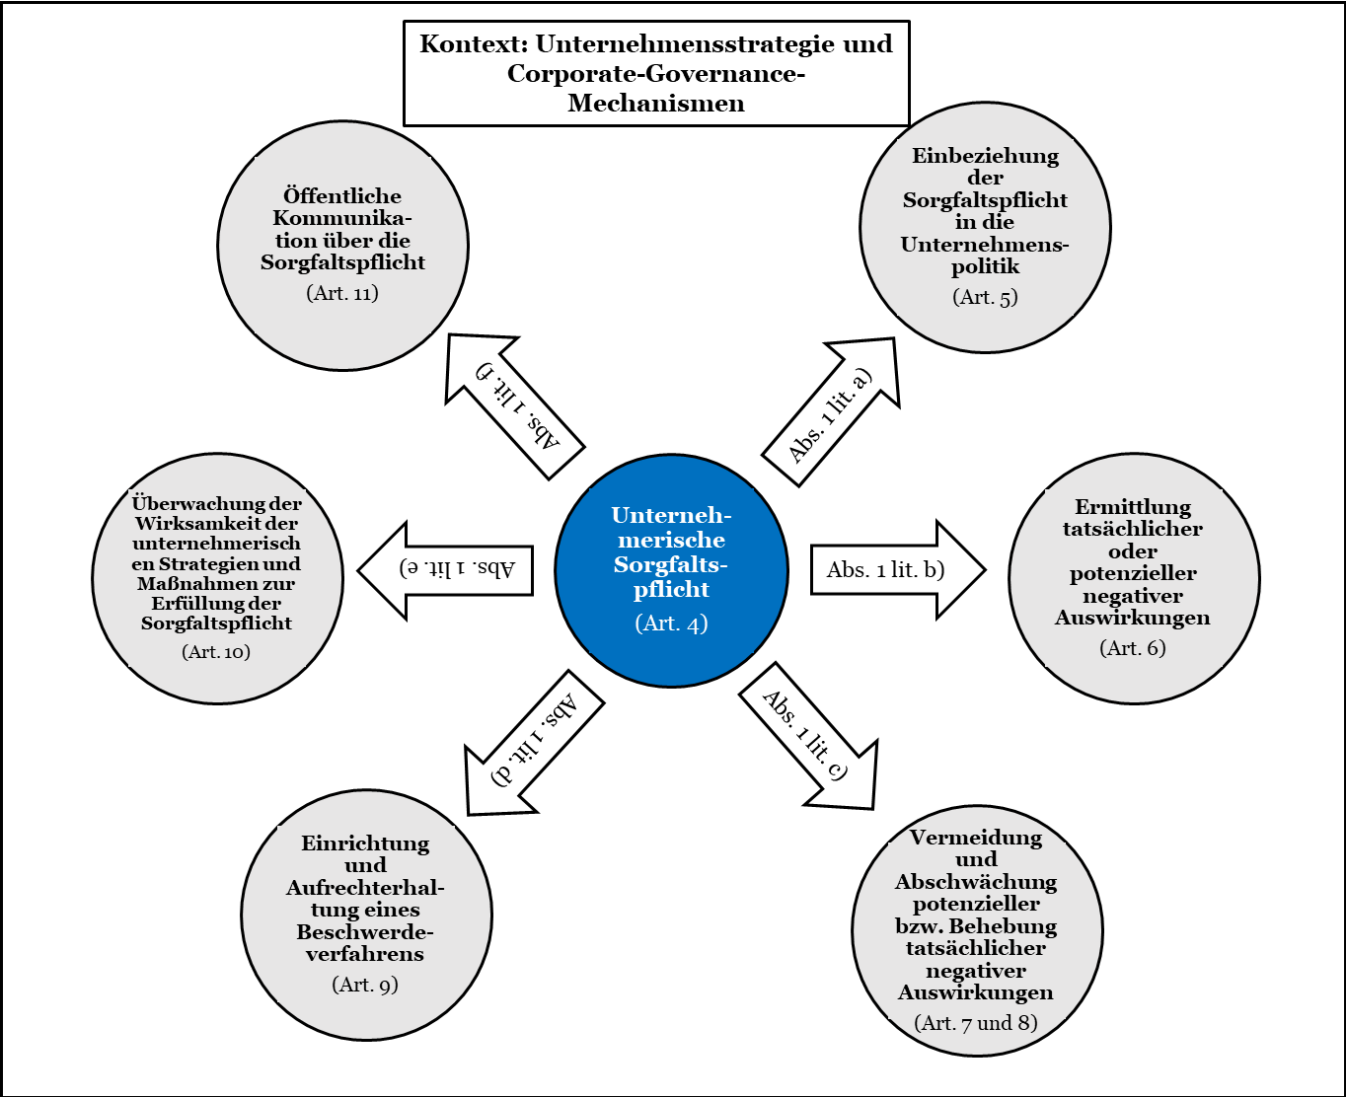 Kontext: Unternehmensstrategie und
Corporate-Governance-
Mechanismen
Öffentliche
Kommunika-
tion über die
Sorgfaltspflicht
(Art. 11)
Einbeziehung
der
Sorgfaltspflicht
in die
Unternehmens-
politik
(Art. 5)
Abs. 1 lit. f)
Abs. 1 lit. a)
Überwachung der
Wirksamkeit der
unternehmerisch
en Strategien und
Maßnahmen zur
Erfüllung der
Sorgfaltspflicht
(Art. 10)
Abs. 1 lit. e)
Unterneh-
merische
Sorgfalts-
pflicht
(Art. 4)
Abs. 1 lit. b)
Ermittlung
tatsächlicher
oder
potenzieller
negativer
Auswirkungen
(Art. 6)
Abs. 1 lit. d)
Abs. 1 lit. c)
Einrichtung
und
Aufrechterhal-
tung eines
Beschwerde-
verfahrens
(Art. 9)
Vermeidung
und
Abschwächung
potenzieller
bzw. Behebung
tatsächlicher
negativer
Auswirkungen
(Art. 7 und 8)